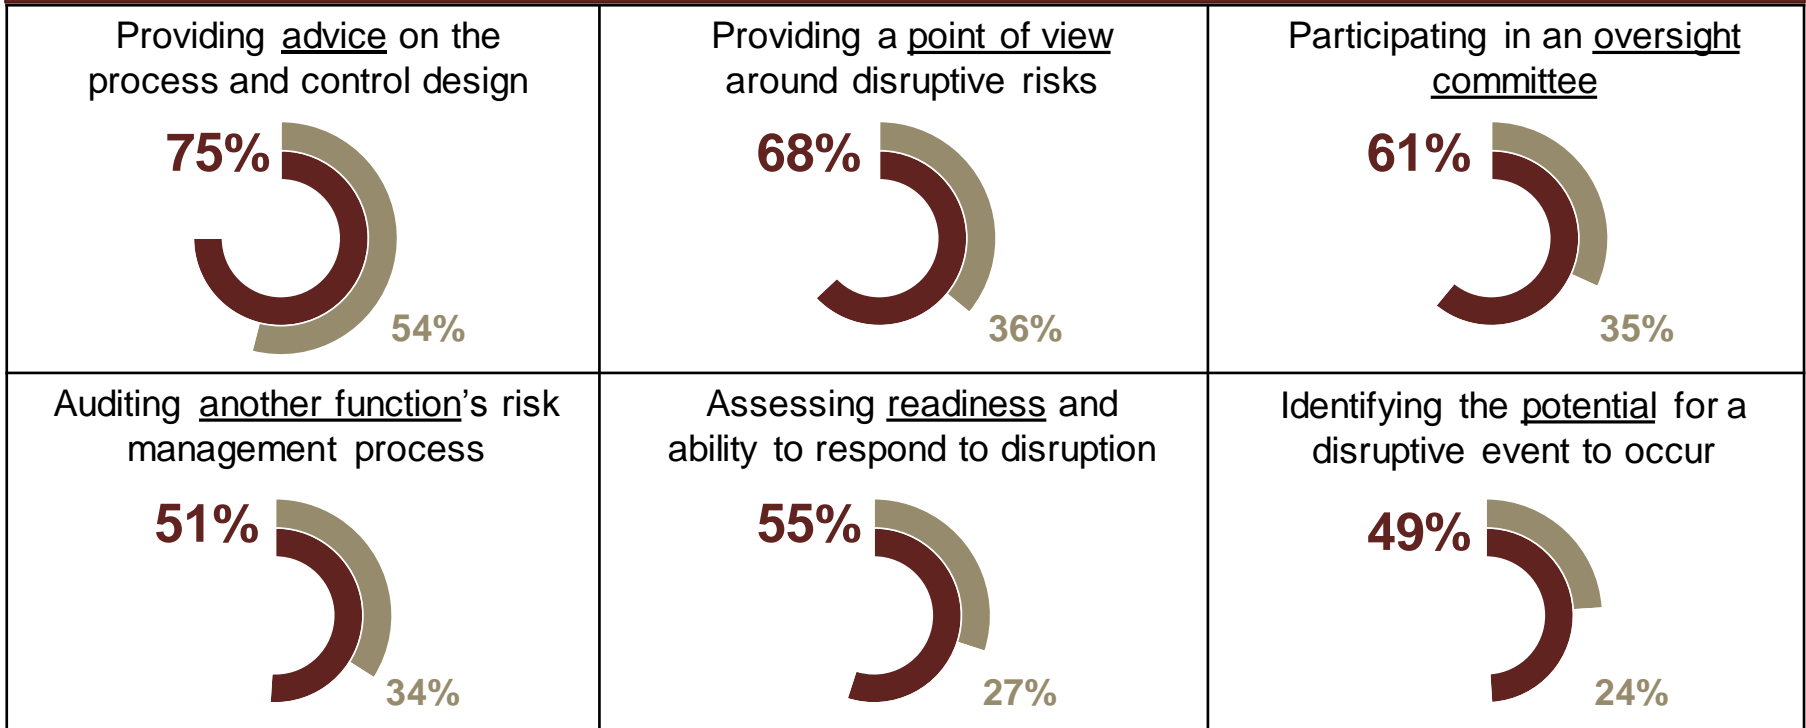 Providing advice on the
process and control design
75%
54%
Providing a point of view
around disruptive risks
68%
36%
Participating in an oversight
committee
61%
35%
Auditing another function's risk
management process
51%
34%
Assessing readiness and
ability to respond to disruption
55%
27%
Identifying the potential for a
disruptive event to occur
49%
24%